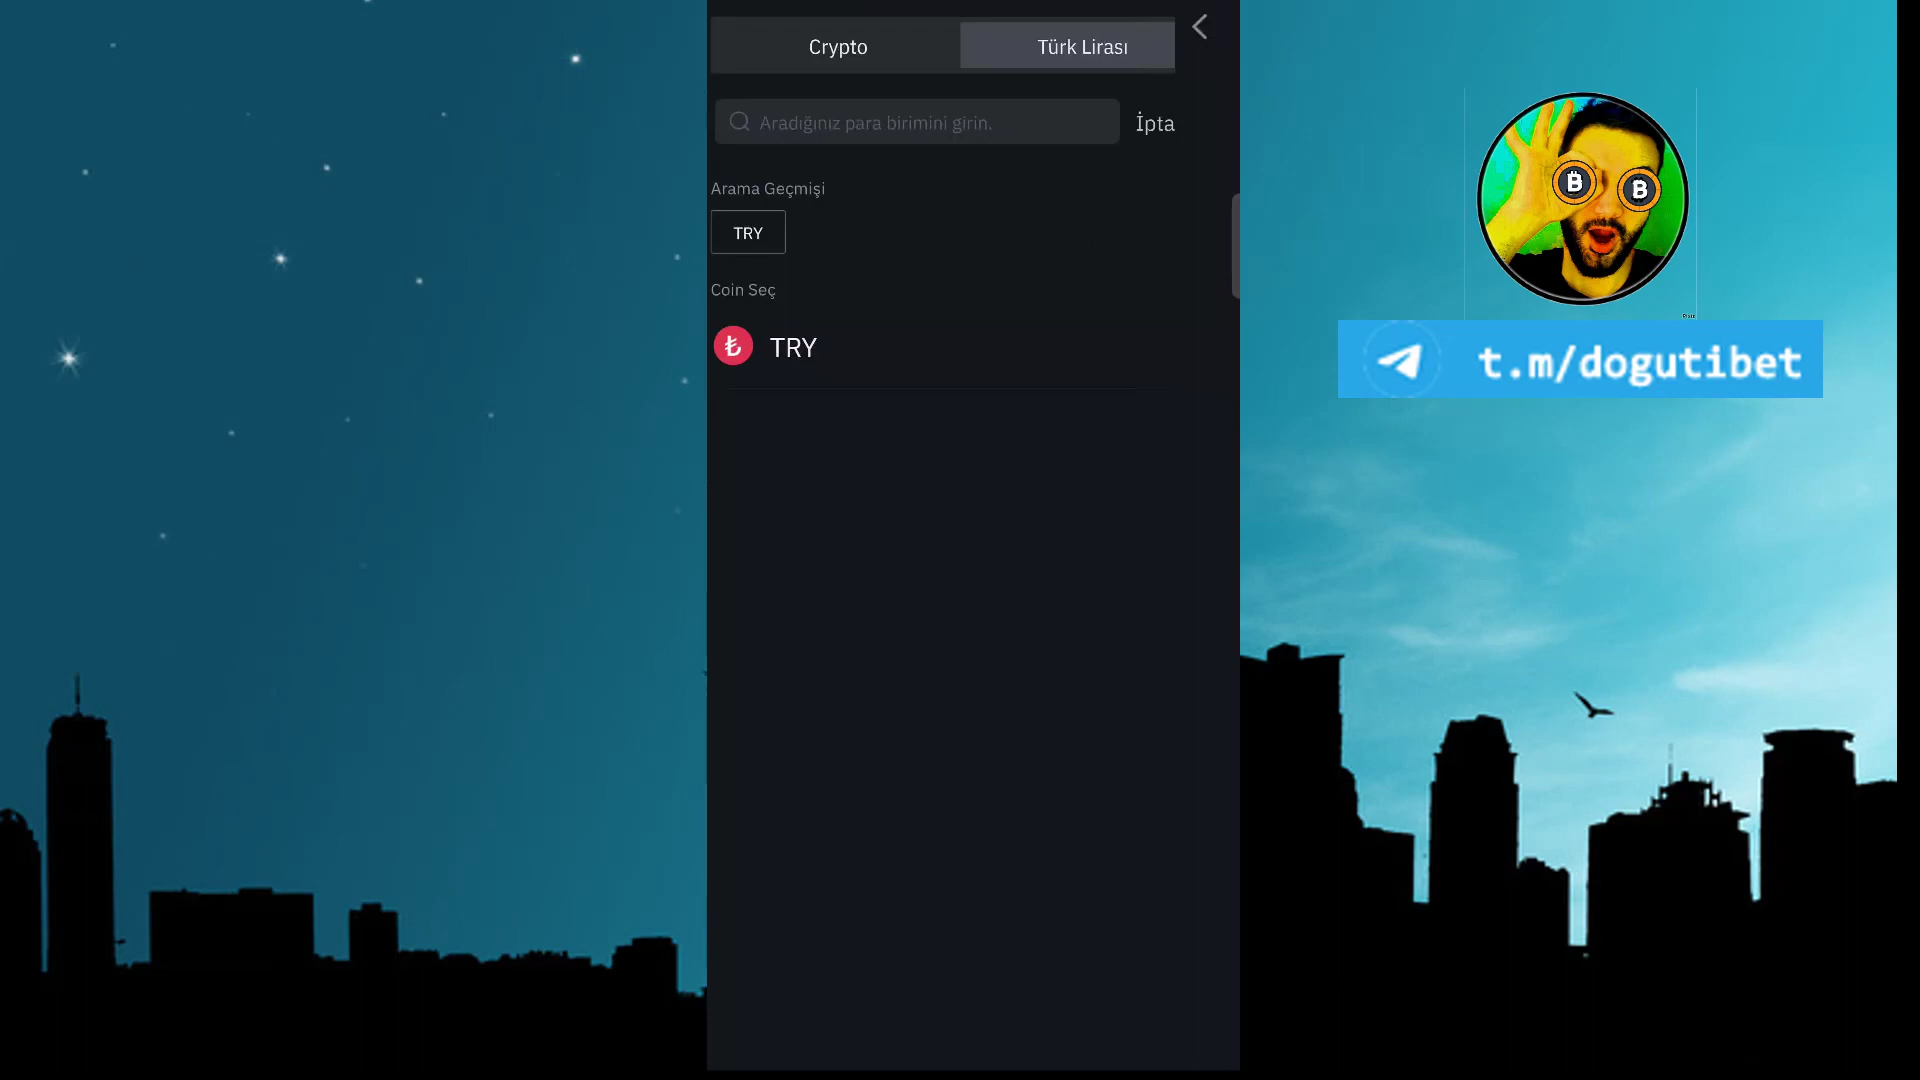 Crypto
Türk Lirası
Aradığınız para birimini girin.
İpta
Arama Geçmişi
TRY
Coin Seç
TRY
t.m/dogutibet